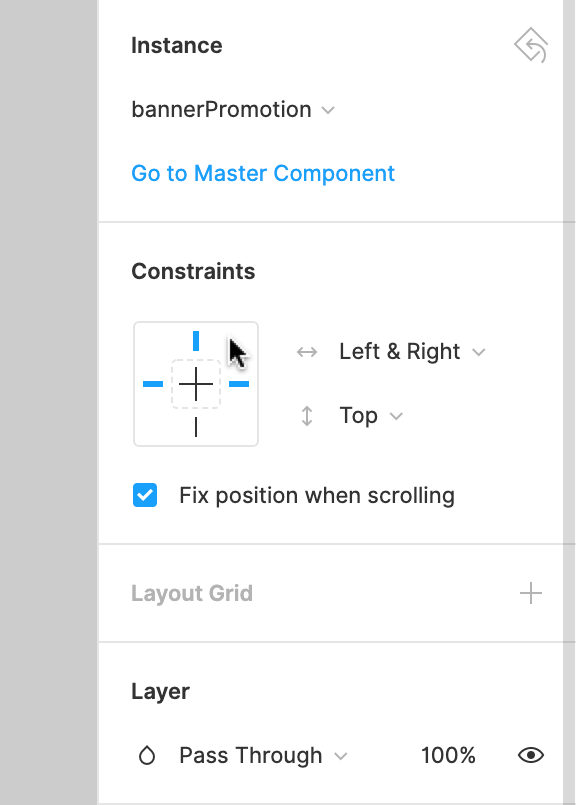 Instance
bannerPromotion
Go to Master Component
Constraints
Left & Right
Top
Fix position when scrolling
Layout Grid
Layer
Pass Through 100%